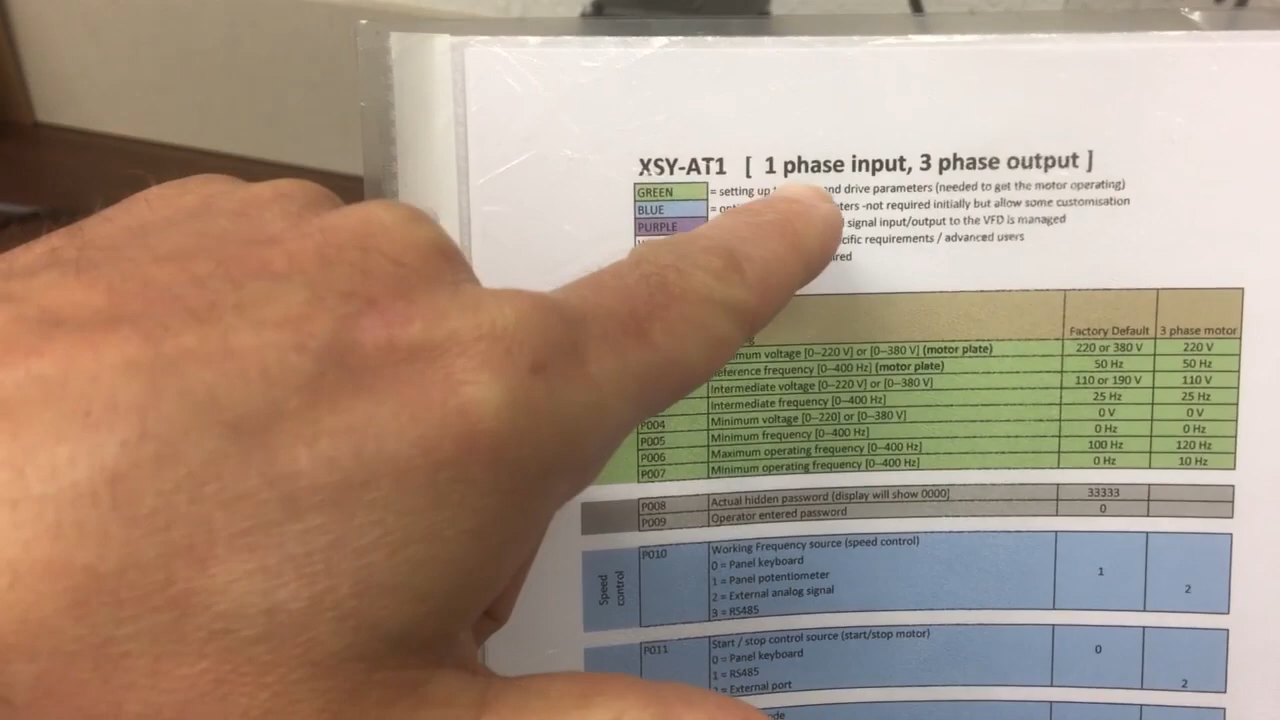 XSY-AT1 [ 1 phase input, 3 phase output ]
GREEN = setting up nd drive parameters (needed to get the motor operating)
BLUE = ters -not required initially but allow some customisation
PURPLE signal input/output to the VFD is managed
cific requirements / advanced users
ired
Factory Default 3 phase motor
mum voltage [0–220 V] or [0–380 V] (motor plate) 220 or 380 V 220 V
eference frequency [0–400 Hz] (motor plate) 50 Hz 50 Hz
Intermediate voltage [0–220 V] or [0–380 V] 110 or 190 V 110 V
Intermediate frequency [0–400 Hz] 25 Hz 25 Hz
P004 Minimum voltage [0–220] or [0–380 V] 0 V 0 V
P005 Minimum frequency [0–400 Hz] 0 Hz 0 Hz
P006 Maximum operating frequency [0–400 Hz] 100 Hz 120 Hz
P007 Minimum operating frequency [0–400 Hz] 0 Hz 10 Hz
P008 Actual hidden password (display will show 0000) 33333
P009 Operator entered password 0
Speed control
P010 Working Frequency source (speed control) 1 2
0 = Panel keyboard
1 = Panel potentiometer
2 = External analog signal
3 = RS485
P011 Start / stop control source (start/stop motor) 0 2
0 = Panel keyboard
1 = RS485
= External port
de